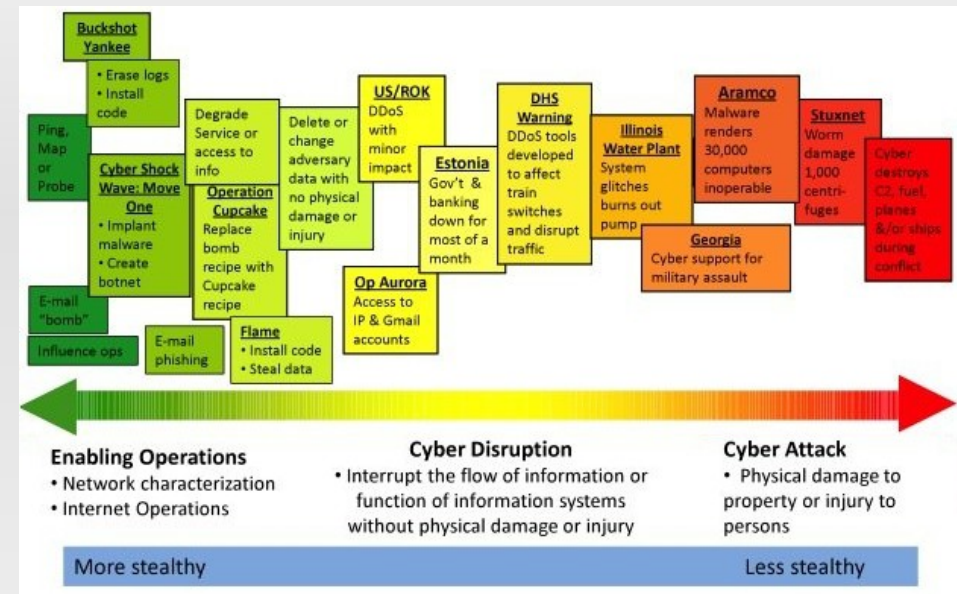 Buckshot
Yankee
• Erase logs
• Install
code
Ping,
Map
or
Probe
Cyber Shock
Wave: Move
One
• Implant
malware
• Create
botnet
E-mail
"bomb"
Influence ops
E-mail
phishing
Degrade
Service or
access to
info
Operation
Cupcake
Replace
bomb
recipe with
Cupcake
recipe
Flame
• Install code
• Steal data
Delete or
change
adversary
data with
no physical
damage or
injury
US/ROK
DDoS
with
minor
impact
Op Aurora
Access to
IP & Gmail
accounts
Estonia
Gov't &
banking
down for
most of a
month
DHS
Warning
DDoS tools
developed
to affect
train
switches
and disrupt
traffic
Illinois
Water Plant
System
glitches
burns out
pump
Georgia
Cyber support for
military assault
Aramco
Malware
renders
30,000
computers
inoperable
Stuxnet
Worm
damage
1,000
centri-
fuges
Cyber
destroys
C2, fuel,
planes
&/or ships
during
conflict
Enabling Operations
• Network characterization
• Internet Operations
Cyber Disruption
• Interrupt the flow of information or
function of information systems
without physical damage or injury
Cyber Attack
• Physical damage to
property or injury to
persons
More stealthy
Less stealthy